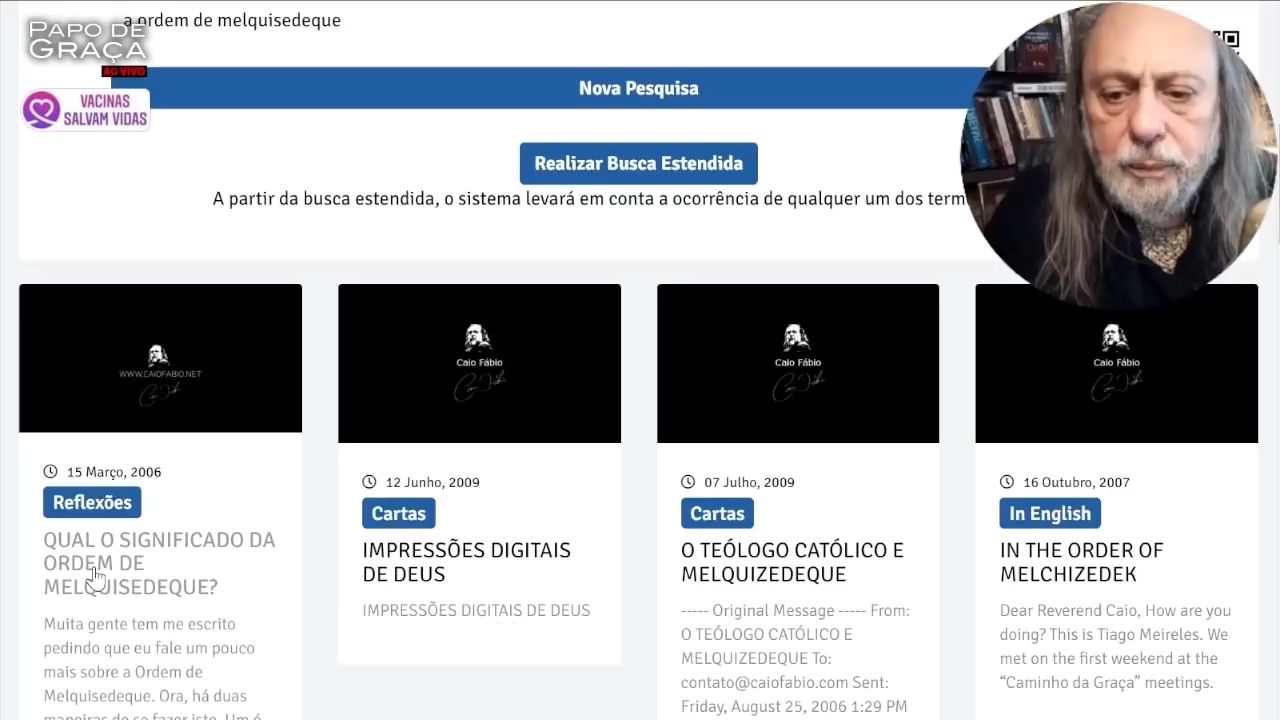 a ordem de melquisedeque
PAPO DE
GRAÇA
AO VIVO
VACINAS
SALVAM VIDAS
Nova Pesquisa
Realizar Busca Estendida
A partir da busca estendida, o sistema levará em conta a ocorrência de qualquer um dos
WWW.CAIOFABIO.NET
15 Março, 2006
Reflexões
QUAL O SIGNIFICADO DA
ORDEM DE
MELQUISEDEQUE?
Muita gente tem me escrito
pedindo que eu fale um pouco
mais sobre a Ordem de
Melquisedeque. Ora, há duas
maneiras de se fazer isto. Um é
Caio Fábio
12 Junho, 2009
Cartas
IMPRESSÕES DIGITAIS
DE DEUS
IMPRESSÕES DIGITAIS DE DEUS
Caio Fábio
07 Julho, 2009
Cartas
O TEÓLOGO CATÓLICO E
MELQUIZEDEQUE
----- Original Message ----- From:
O TEÓLOGO CATÓLICO E
MELQUIZEDEQUE To:
contato@caiofabio.com Sent:
Friday, August 25, 2006 1:29 PM
Caio Fábio
16 Outubro, 2007
In English
IN THE ORDER OF
MELCHIZEDEK
Dear Reverend Caio, How are you
doing? This is Tiago Meireles. We
met on the first weekend at the
“Caminho da Graça” meetings.